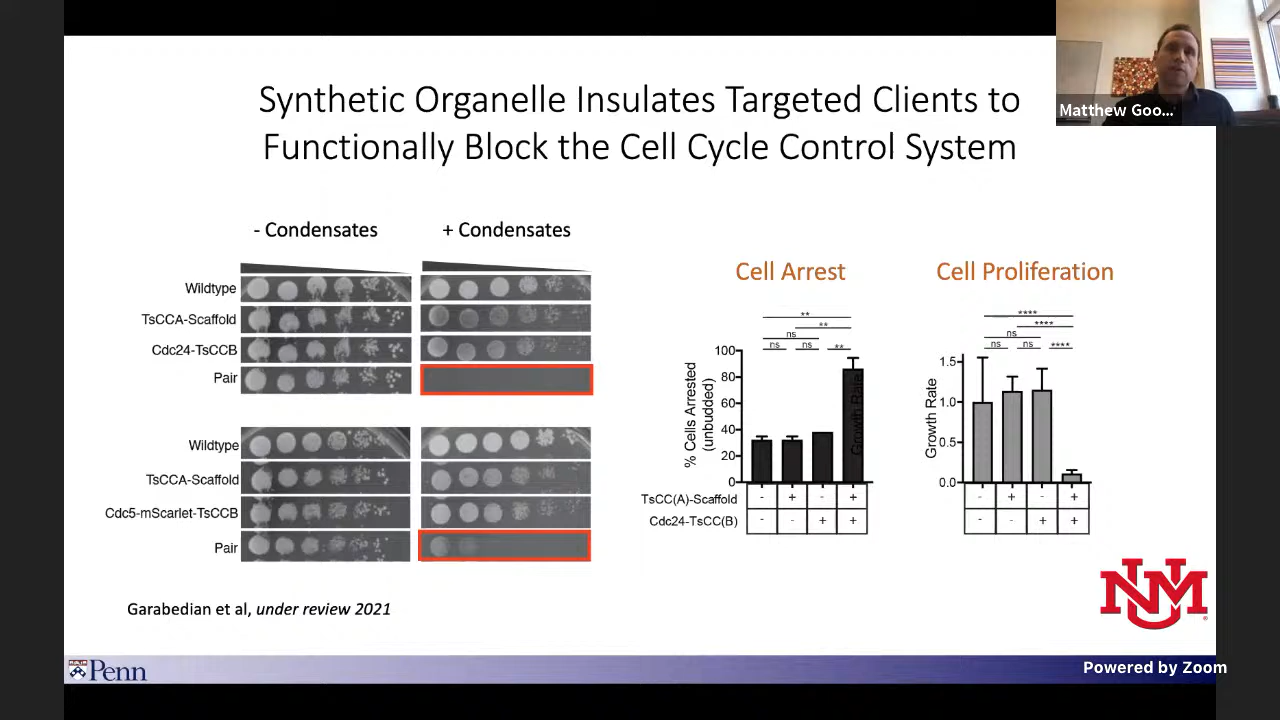 Matthew Goo...
Synthetic Organelle Insulates Targeted Clients to
Functionally Block the Cell Cycle Control System
- Condensates
+ Condensates
Wildtype
TsCCA-Scaffold
Cdc24-TsCCB
Pair
Wildtype
TsCCA-Scaffold
Cdc5-mScarlet-TsCCB
Pair
Cell Arrest
**
**
ns
ns
ns
**
% Cells Arrested
(unbudded)
100
80
60
40
20
0
Growth Rate
TsCC(A)-Scaffold
- + - +
Cdc24-TsCC(B)
- - + +
Cell Proliferation
****
****
ns
ns
ns
****
Growth Rate
1.5
1.0
0.5
0.0
- + - +
- - + +
Garabedian et al, under review 2021
UNM
Penn
Powered by Zoom